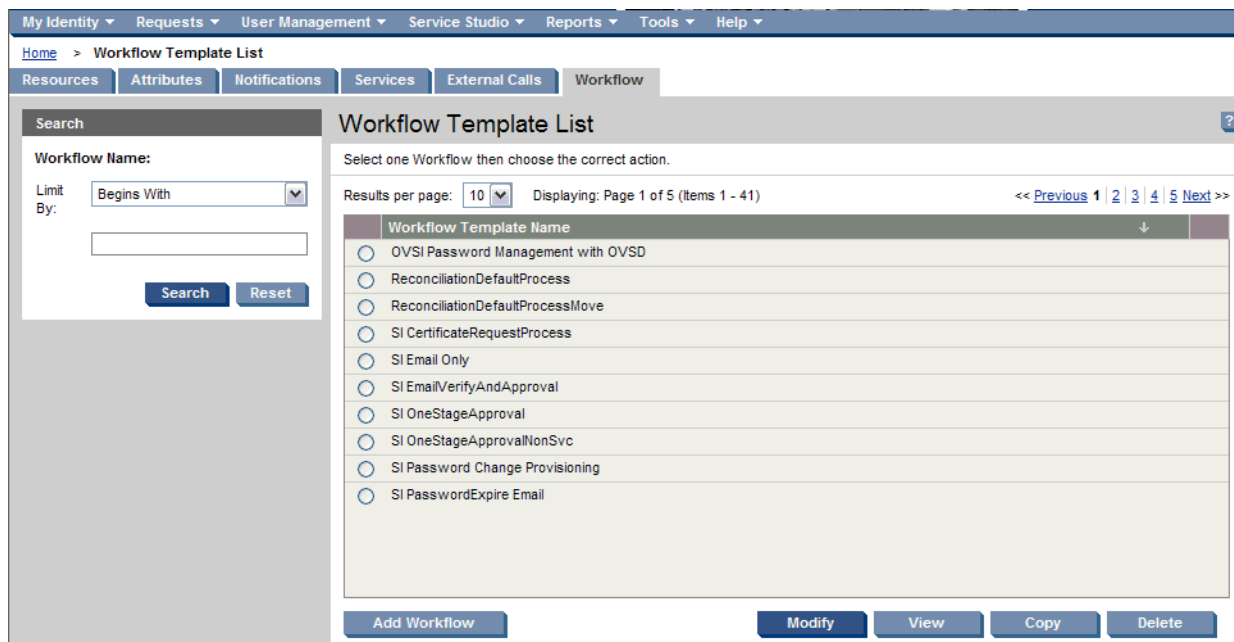 My Identity Requests User Management Service Studio Reports Tools Help
Home > Workflow Template List
Resources Attributes Notifications Services External Calls Workflow
Search
Workflow Name:
Limit By: Begins With
Search Reset
Workflow Template List
?
Select one Workflow then choose the correct action.
Results per page: 10 Displaying: Page 1 of 5 (Items 1 - 41) << Previous 1 | 2 | 3 | 4 | 5 Next >>
Workflow Template Name
OVSI Password Management with OVSD
ReconciliationDefaultProcess
ReconciliationDefaultProcessMove
SI CertificateRequestProcess
SI Email Only
SI EmailVerifyAndApproval
SI OneStageApproval
SI OneStageApprovalNonSvc
SI Password Change Provisioning
SI PasswordExpire Email
Add Workflow Modify View Copy Delete